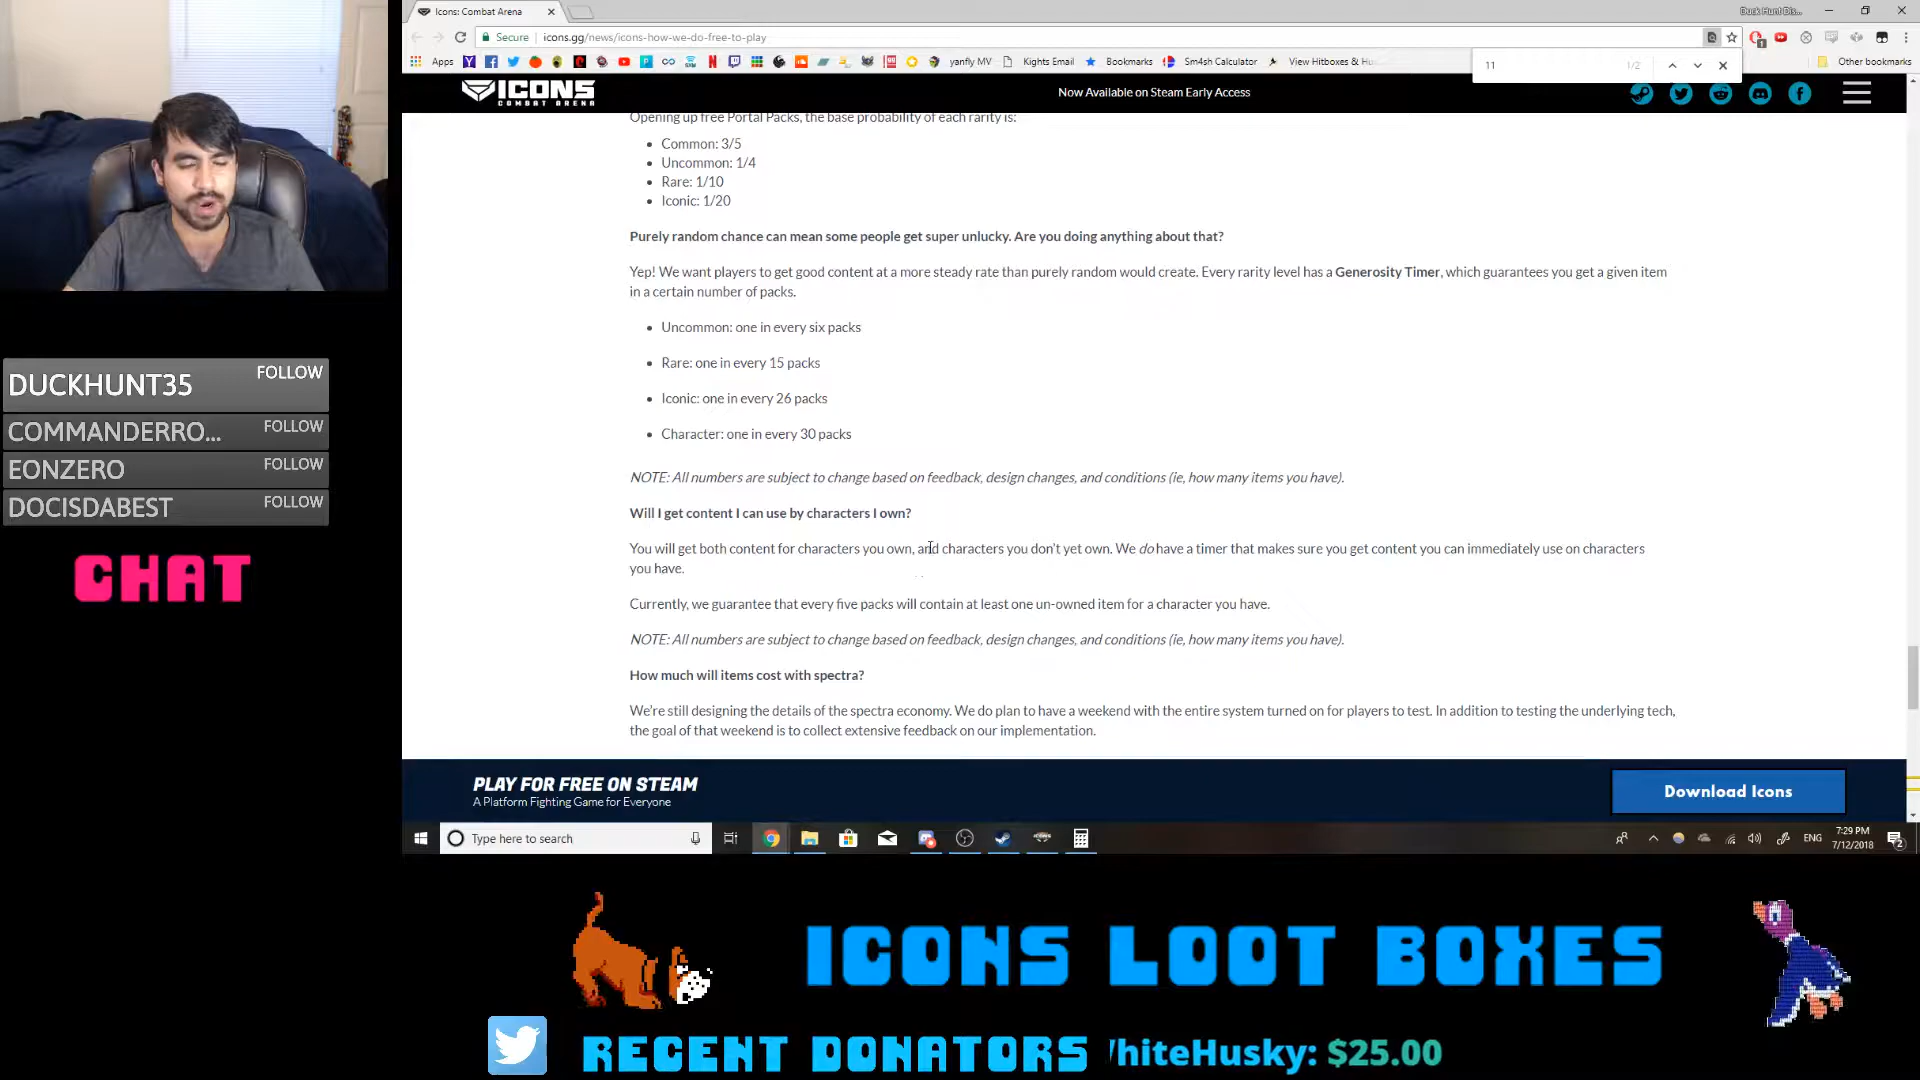 Icons: Combat Arena
Duck Hunt Dis...
Secure
icons.gg/news/icons-how-we-do-free-to-play
Apps
yanfly MV
Kights Email
Bookmarks
Sm4sh Calculator
View Hitboxes & Hu
11
1/2
Other bookmarks
ICONS
COMBAT ARENA
Now Available on Steam Early Access
Opening up free Portal Packs, the base probability of each rarity is:
• Common: 3/5
• Uncommon: 1/4
• Rare: 1/10
• Iconic: 1/20
Purely random chance can mean some people get super unlucky. Are you doing anything about that?
Yep! We want players to get good content at a more steady rate than purely random would create. Every rarity level has a Generosity Timer, which guarantees you get a given item
in a certain number of packs.
• Uncommon: one in every six packs
• Rare: one in every 15 packs
• Iconic: one in every 26 packs
• Character: one in every 30 packs
NOTE: All numbers are subject to change based on feedback, design changes, and conditions (ie, how many items you have).
Will I get content I can use by characters I own?
You will get both content for characters you own, and characters you don't yet own. We do have a timer that makes sure you get content you can immediately use on characters
you have.
Currently, we guarantee that every five packs will contain at least one un-owned item for a character you have.
NOTE: All numbers are subject to change based on feedback, design changes, and conditions (ie, how many items you have).
How much will items cost with spectra?
We're still designing the details of the spectra economy. We do plan to have a weekend with the entire system turned on for players to test. In addition to testing the underlying tech,
the goal of that weekend is to collect extensive feedback on our implementation.
PLAY FOR FREE ON STEAM
A Platform Fighting Game for Everyone
Download Icons
Type here to search
ENG
7:29 PM
7/12/2018
2
DUCKHUNT35 FOLLOW
COMMANDERRO... FOLLOW
EONZERO FOLLOW
DOCISDABEST FOLLOW
CHAT
ICONS LOOT BOXES
RECENT DONATORS
hiteHusky: $25.00